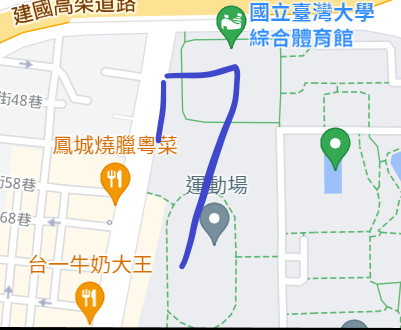 建國高架道路
國立臺灣大學
綜合體育館
街48巷
鳳城燒臘粵菜
街58巷
運動場
68巷
台一牛奶大王